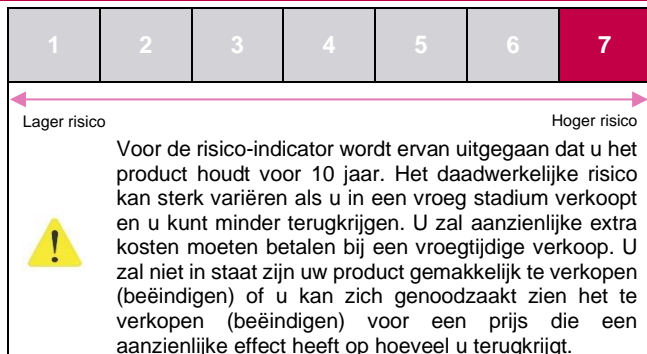 1 2 3 4 5 6 7
Lager risico Hoger risico
Voor de risico-indicator wordt ervan uitgegaan dat u het
product houdt voor 10 jaar. Het daadwerkelijke risico
kan sterk variëren als u in een vroeg stadium verkoopt
en u kunt minder terugkrijgen. U zal aanzienlijke extra
kosten moeten betalen bij een vroegtijdige verkoop. U
zal niet in staat zijn uw product gemakkelijk te verkopen
(beëindigen) of u kan zich genoodzaakt zien het te
verkopen (beëindigen) voor een prijs die een
aanzienlijke effect heeft op hoeveel u terugkrijgt.